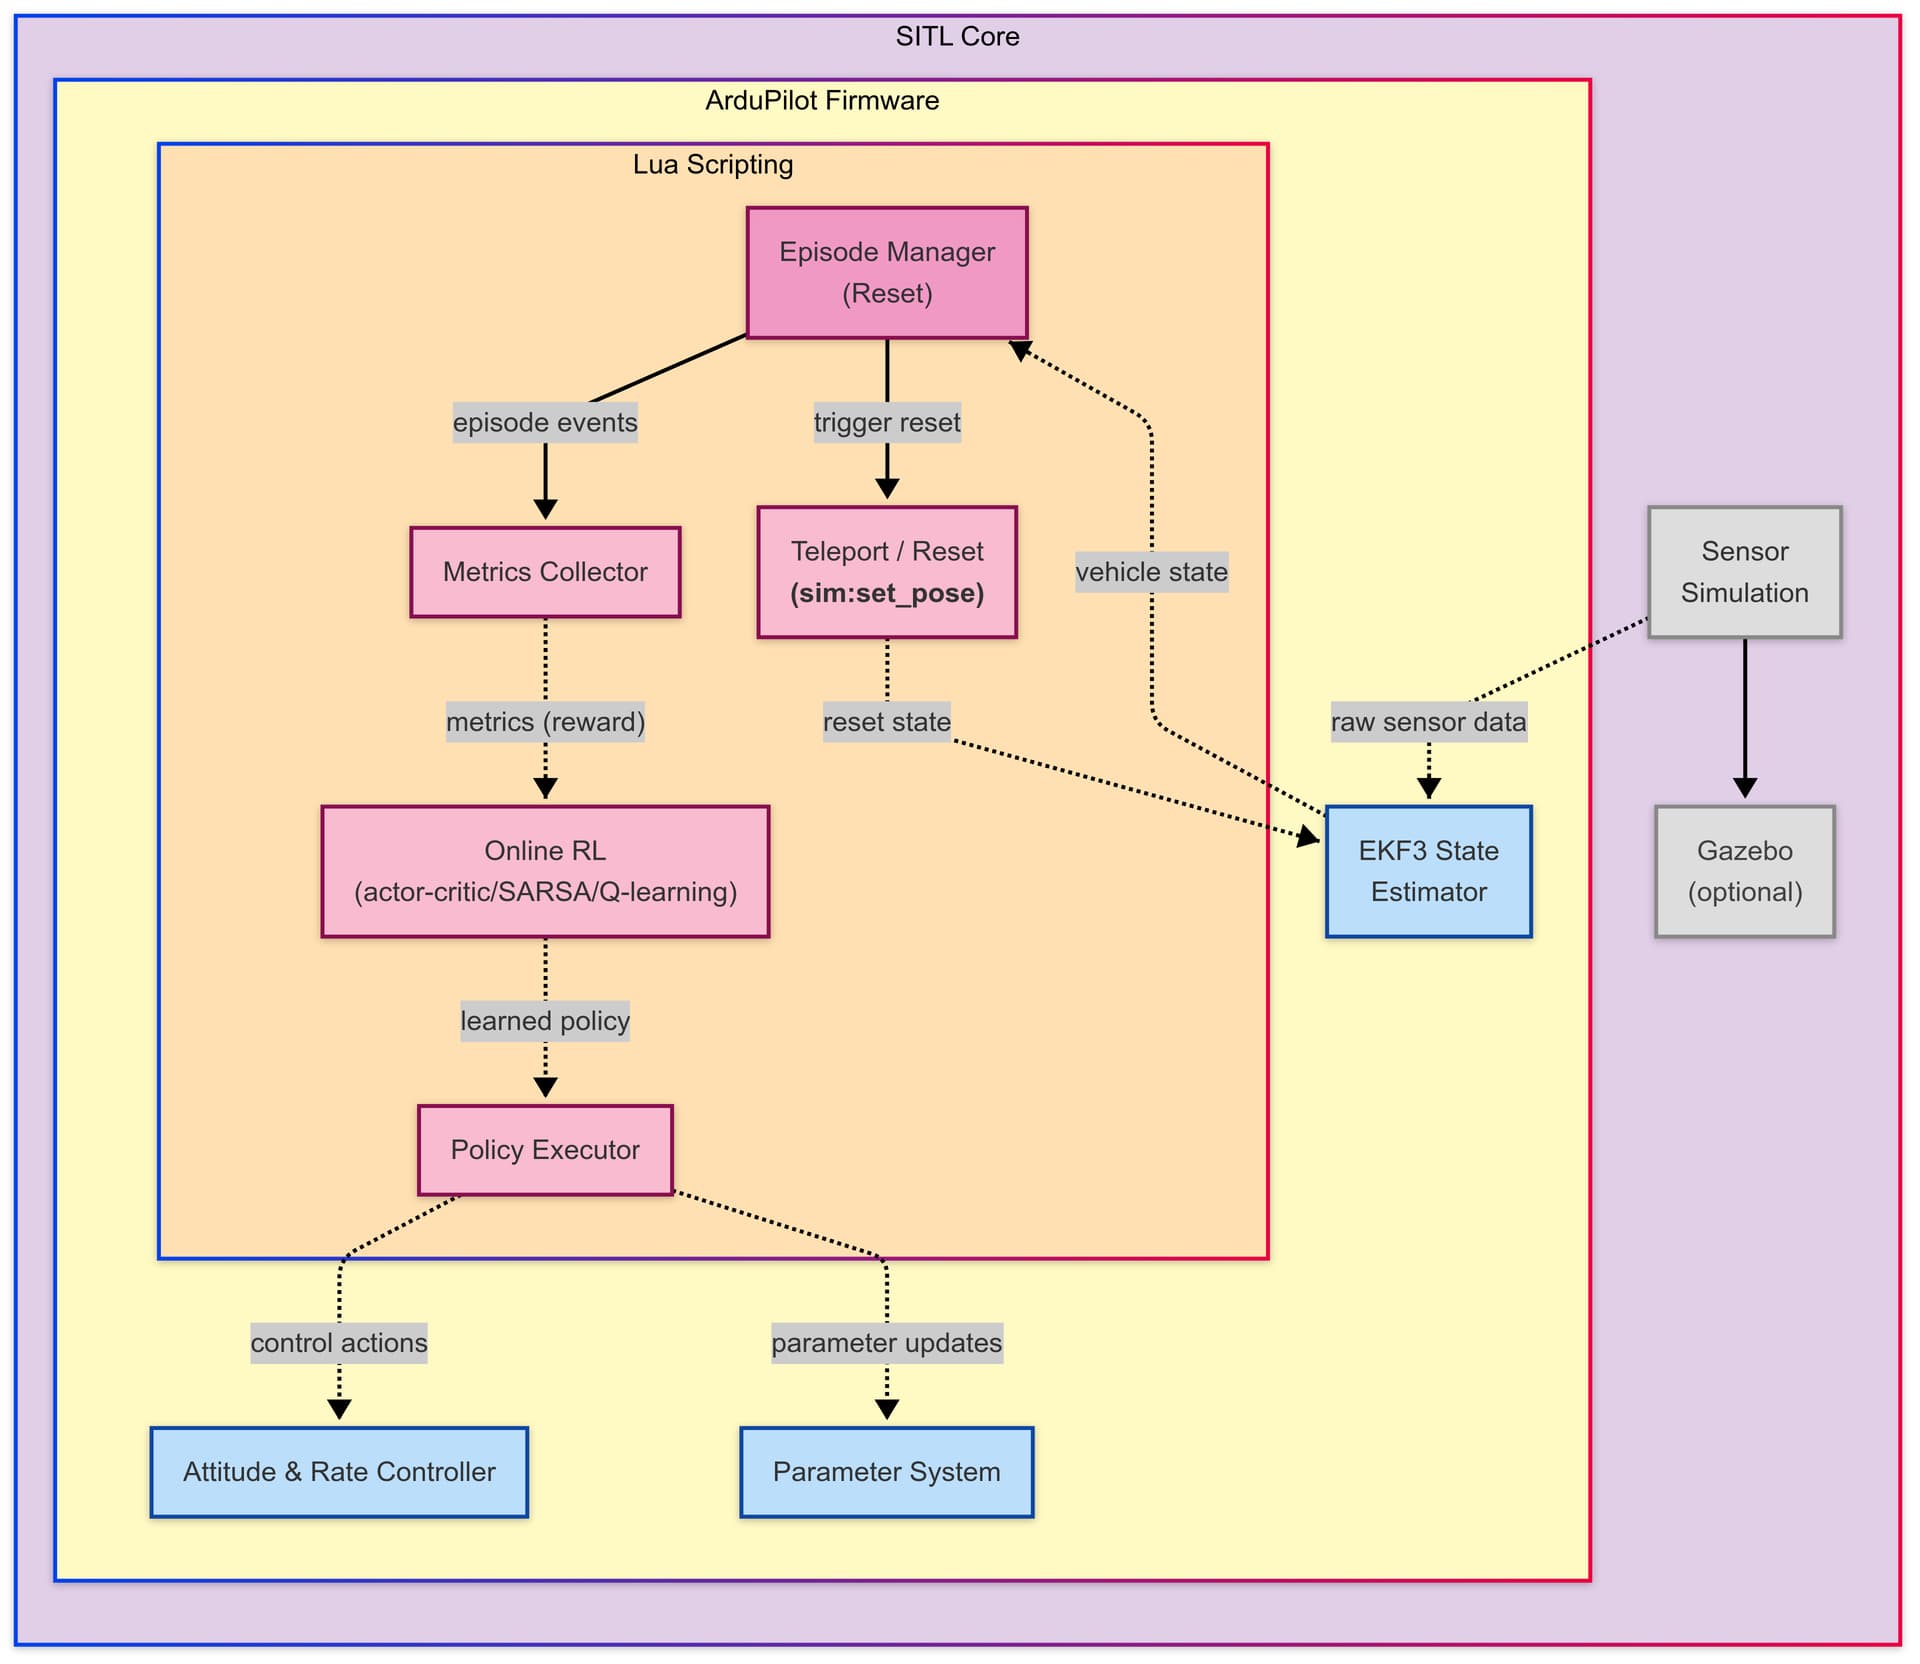 SITL Core
ArduPilot Firmware
Lua Scripting
Episode Manager
(Reset)
episode events
trigger reset
Metrics Collector
Teleport / Reset
(sim:set_pose)
vehicle state
Sensor
Simulation
metrics (reward)
reset state
raw sensor data
Online RL
(actor-critic/SARSA/Q-learning)
EKF3 State
Estimator
Gazebo
(optional)
learned policy
Policy Executor
control actions
parameter updates
Attitude & Rate Controller
Parameter System